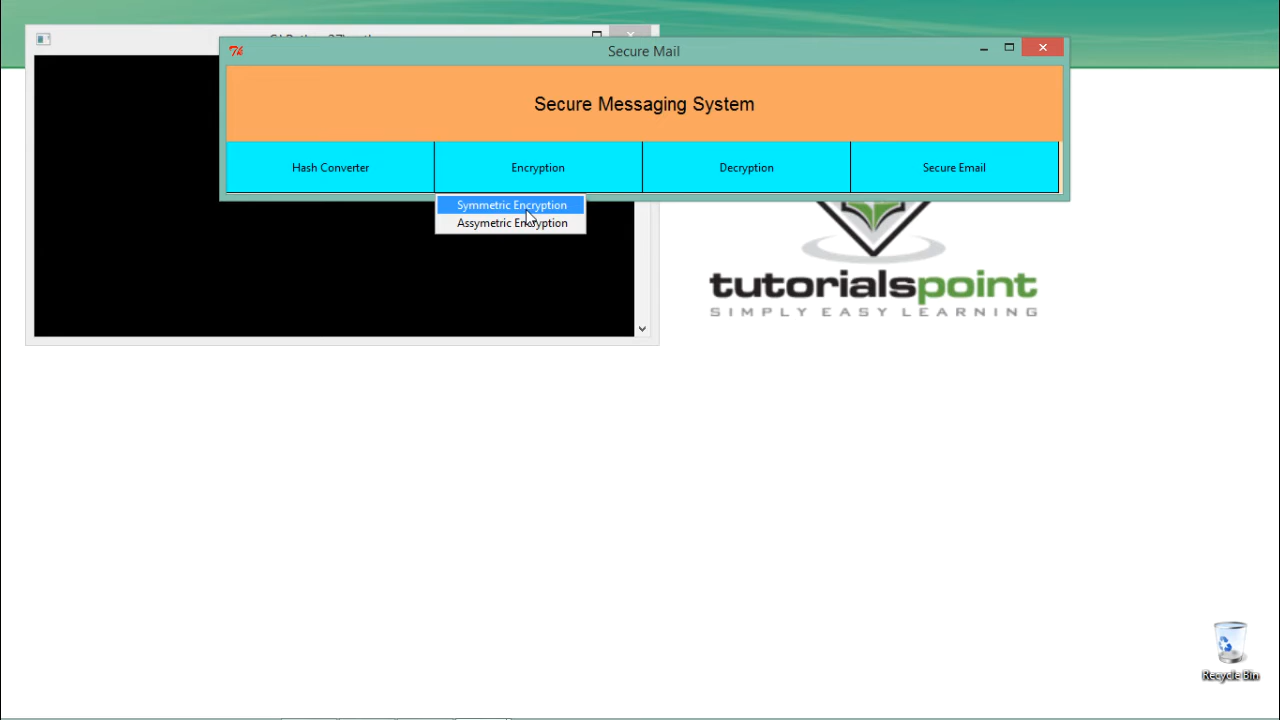 Secure Mail
Secure Messaging System
Hash Converter
Encryption
Decryption
Secure Email
Symmetric Encryption
Assymetric Encryption
tutorialspoint
SIMPLY EASY LEARNING
Recycle Bin